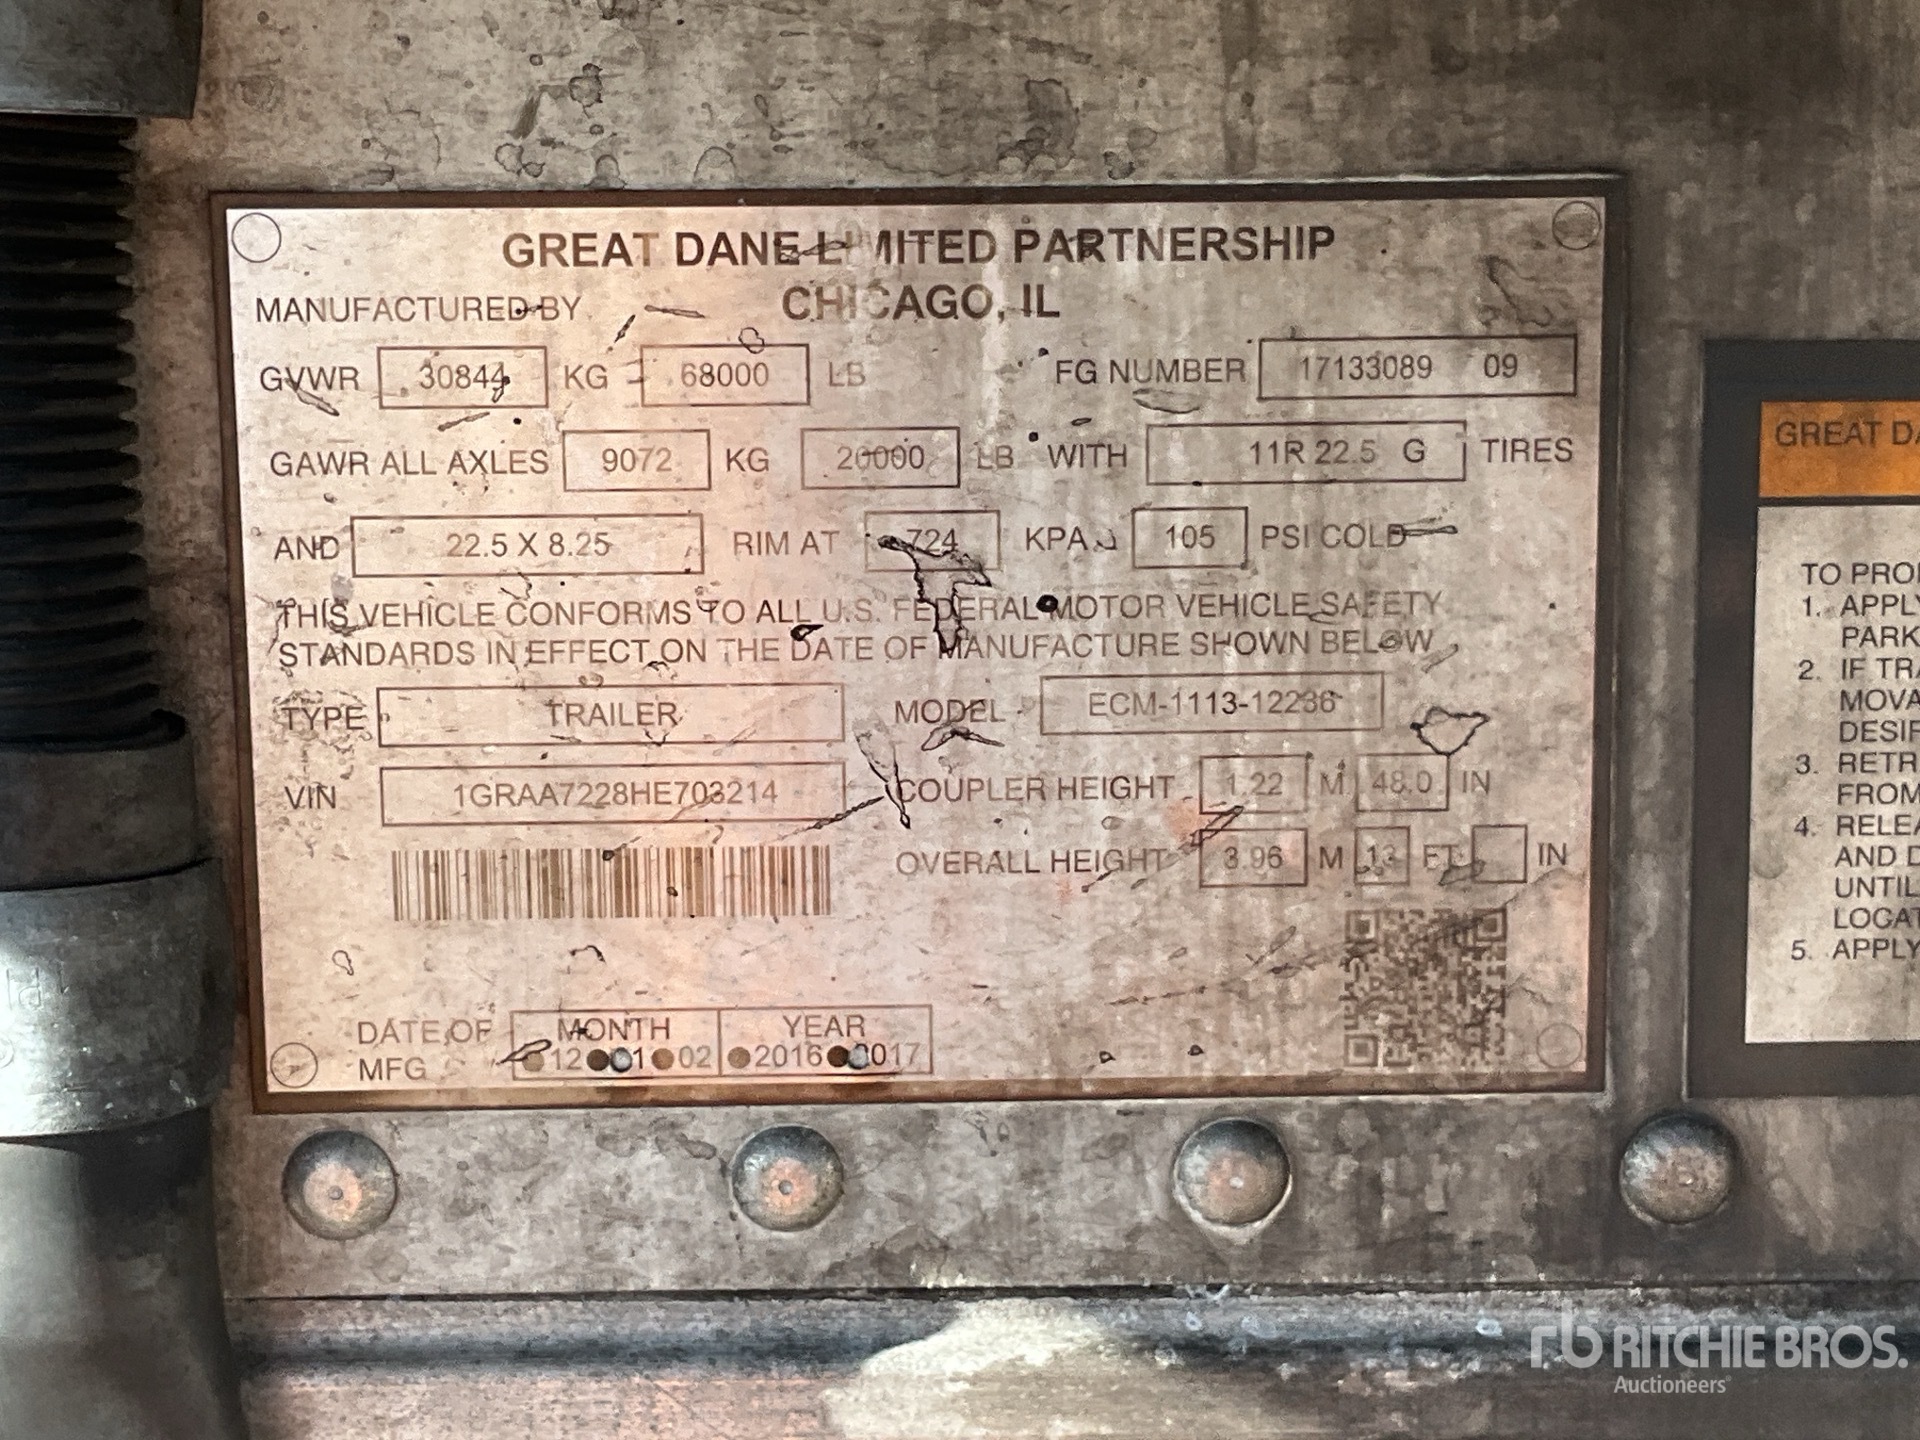 GREAT DANE LIMITED PARTNERSHIP
MANUFACTURED BY CHICAGO, IL
GVWR 30844 KG 68000 LB FG NUMBER 17133089 09
GAWR ALL AXLES 9072 KG 20000 LB WITH 11R 22.5 G TIRES
AND 22.5 X 8.25 RIM AT 724 KPA 105 PSI COLD
THIS VEHICLE CONFORMS TO ALL U.S. FEDERAL MOTOR VEHICLE SAFETY
STANDARDS IN EFFECT ON THE DATE OF MANUFACTURE SHOWN BELOW
TYPE TRAILER MODEL ECM-1113-12236
VIN 1GRAA7228HE703214 COUPLER HEIGHT 1.22 M 48.0 IN
OVERALL HEIGHT 3.96 M 13 FT IN
DATE OF MONTH YEAR
MFG 12 01 02 2016 2017
GREAT DA
TO PRO
1. APPLY
PARK
2. IF TRA
MOVA
DESIR
3. RETR
FROM
4. RELEA
AND D
UNTIL
LOCAT
5. APPLY
rb RITCHIE BROS.
Auctioneers